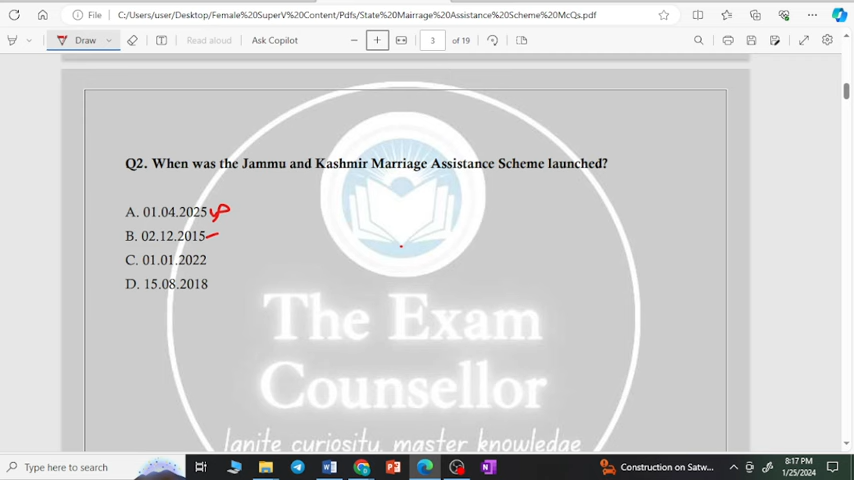 File
C:/Users/user/Desktop/Female%20SuperV%20Content/Pdfs/State%20Mairrage%20Assistance%20Scheme%20McQs.pdf
Draw
Read aloud
Ask Copilot
3
of 19
Q2. When was the Jammu and Kashmir Marriage Assistance Scheme launched?
A. 01.04.2025
B. 02.12.2015
C. 01.01.2022
D. 15.08.2018
The Exam
Counsellor
Ignite curiosity, master knowledge
Type here to search
Construction on Satw...
8:17 PM
1/25/2024